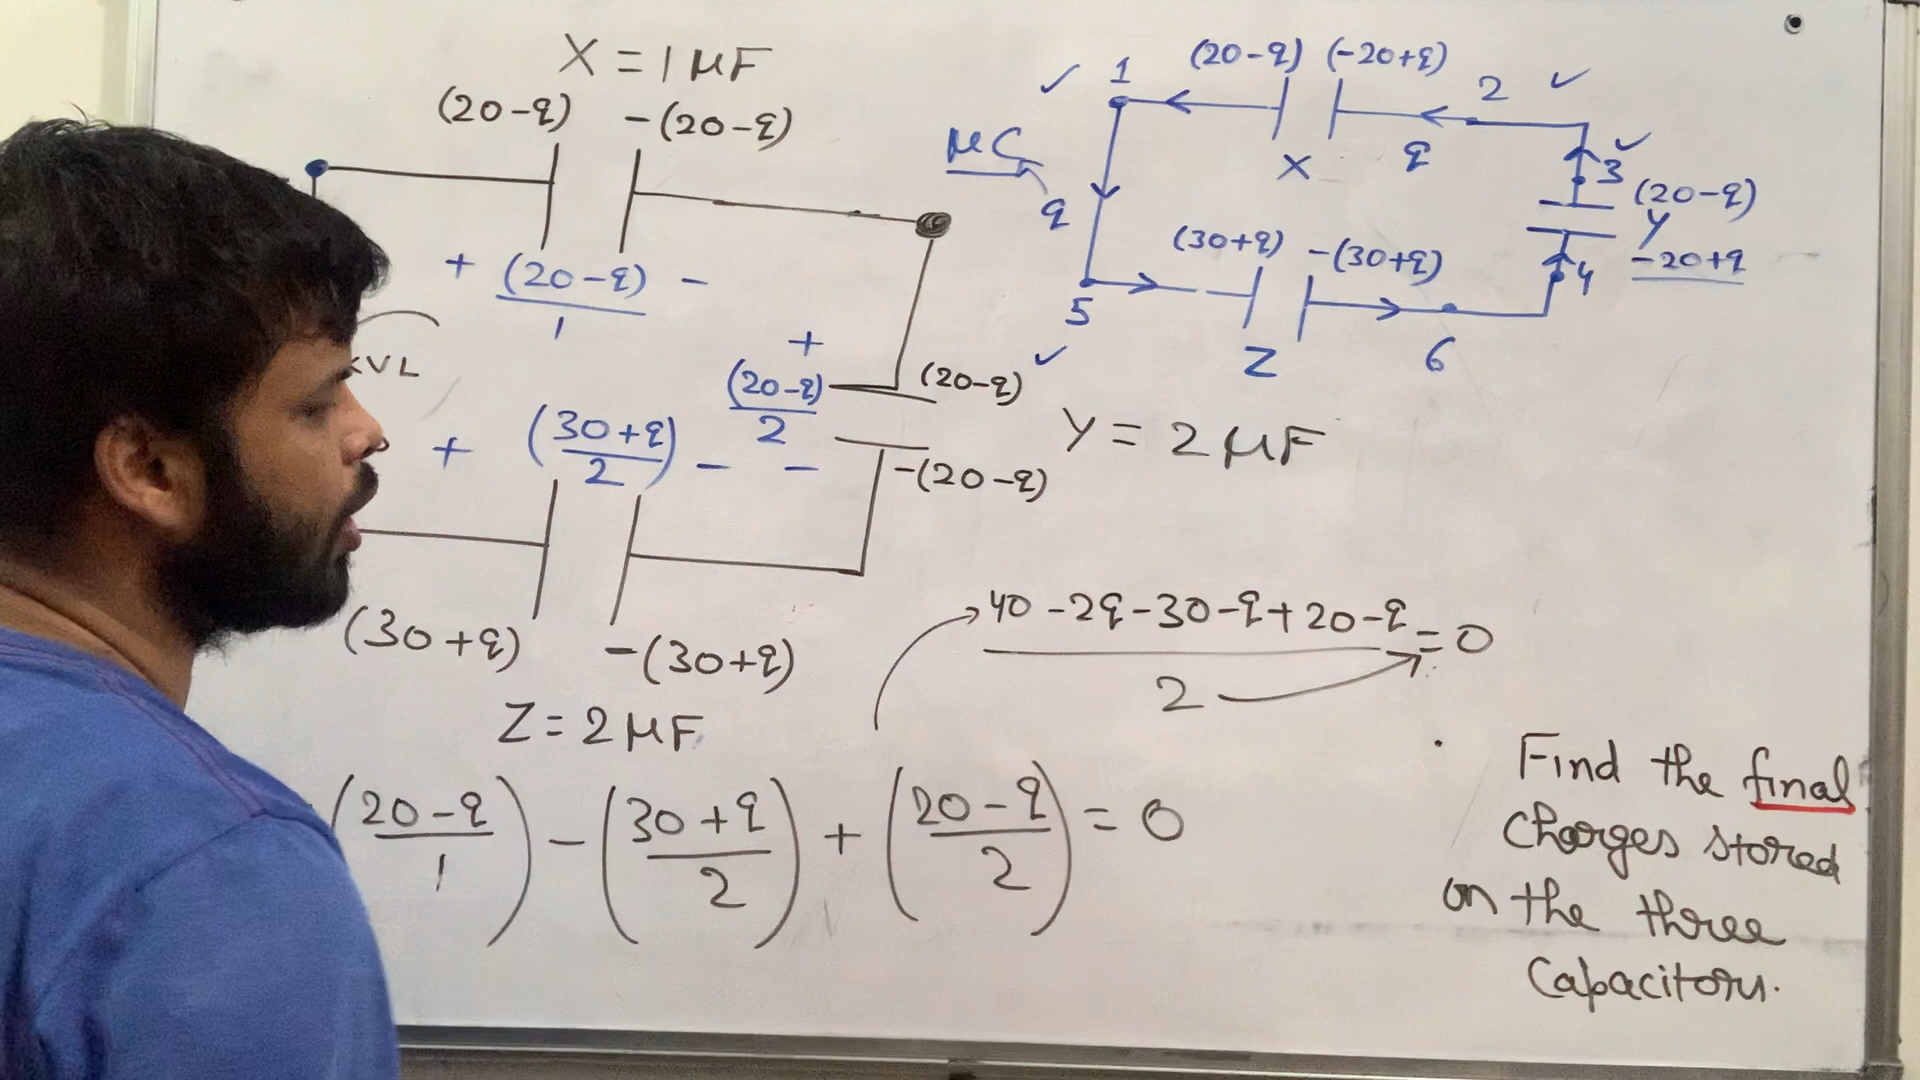 X = 1 μF
(20-q) -(20-q)
+ (20-q)/1 -
KVL
+ (30+q)/2 -
+
(20-q)/2
-
(20-q)
-(20-q)
Y = 2 μF
(30+q) -(30+q)
Z = 2 μF
✓ 1 (20-q) (-20+q) 2 ✓
X q
μC
q
3 ✓
(20-q)
Y
-20+q
4
(30+q) -(30+q)
5 Z 6
✓
(40-2q-30-q+20-q)/2 = 0
(20-q)/1 - (30+q)/2 + (20-q)/2 = 0
Find the final
charges stored
on the three
Capacitors.